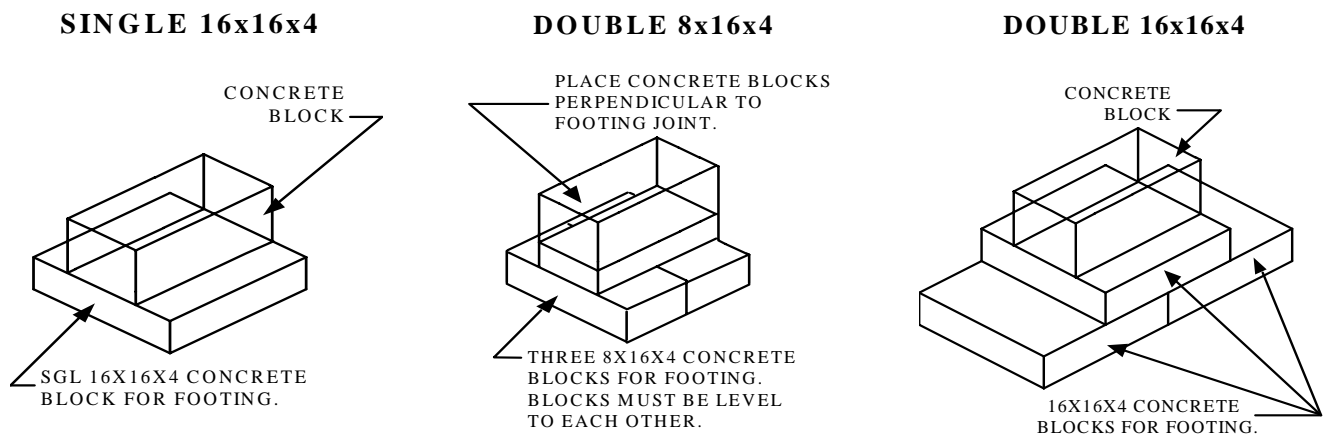 SINGLE 16x16x4
DOUBLE 8x16x4
DOUBLE 16x16x4
CONCRETE
BLOCK
PLACE CONCRETE BLOCKS
PERPENDICULAR TO
FOOTING JOINT.
CONCRETE
BLOCK
SGL 16X16X4 CONCRETE
BLOCK FOR FOOTING.
THREE 8X16X4 CONCRETE
BLOCKS FOR FOOTING.
BLOCKS MUST BE LEVEL
TO EACH OTHER.
16X16X4 CONCRETE
BLOCKS FOR FOOTING.